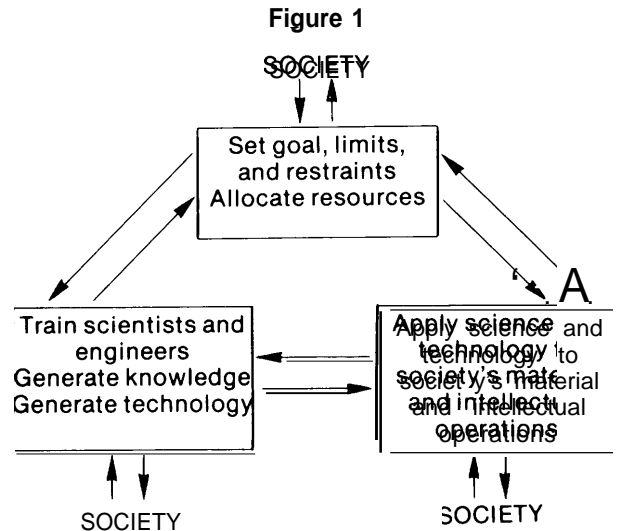 Figure 1
SOCIETY
Set goal, limits,
and restraints
Allocate resources
A
Train scientists and
engineers
Generate knowledge
Generate technology
Apply science and
technology to
society's material
and intellectual
operations
SOCIETY
SOCIETY